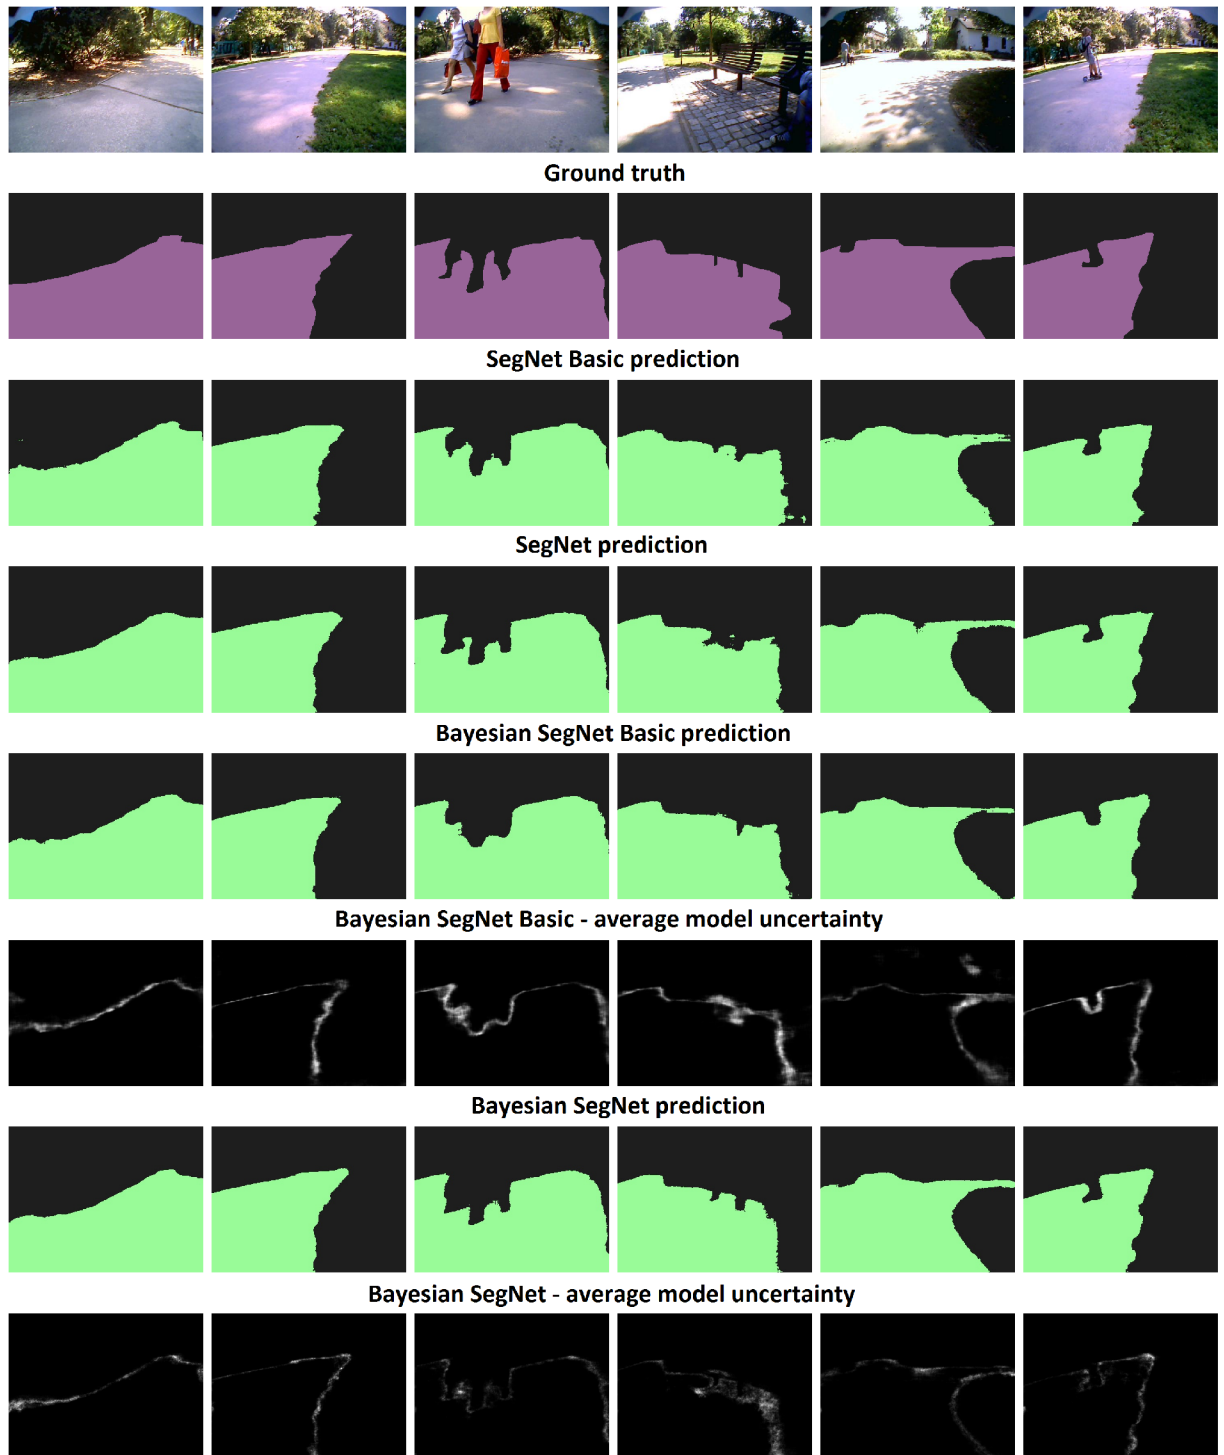 Ground truth
SegNet Basic prediction
SegNet prediction
Bayesian SegNet Basic prediction
Bayesian SegNet Basic - average model uncertainty
Bayesian SegNet prediction
Bayesian SegNet - average model uncertainty